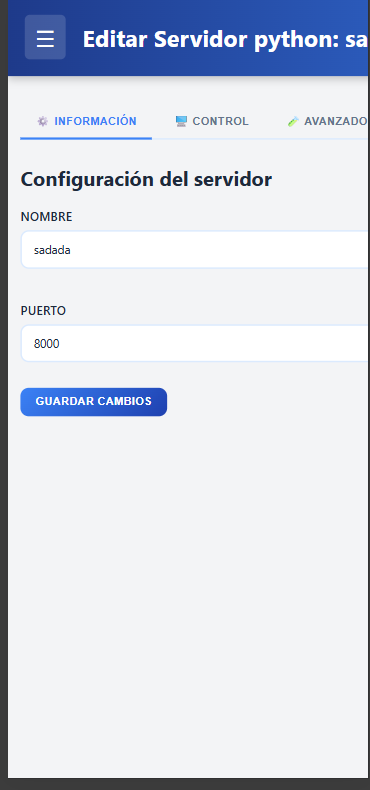 Editar Servidor python: sa
INFORMACIÓN CONTROL AVANZADO
Configuración del servidor
NOMBRE
sadada
PUERTO
8000
GUARDAR CAMBIOS